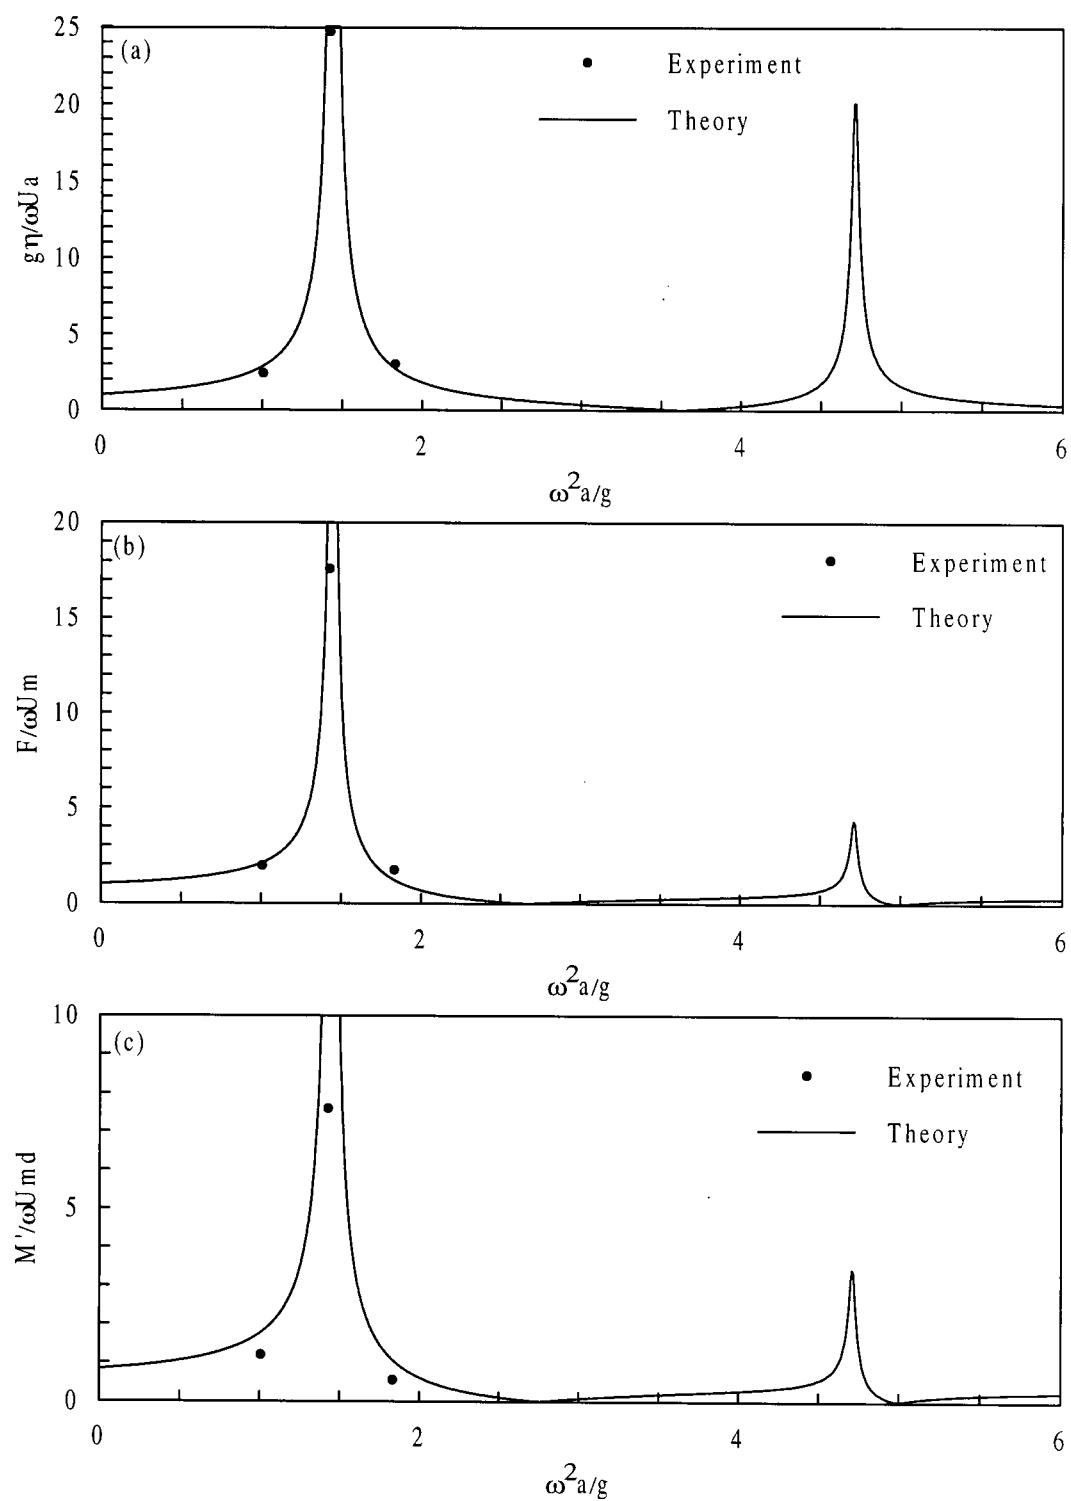 25
(a)
Experiment
20
Theory
15
gη/ωUa
10
5
0
0 2 4 6
ω²a/g
20
(b)
Experiment
Theory
15
F/ωUm
10
5
0
0 2 4 6
ω²a/g
10
(c)
Experiment
Theory
M'/ωUmd
5
0
0 2 4 6
ω²a/g